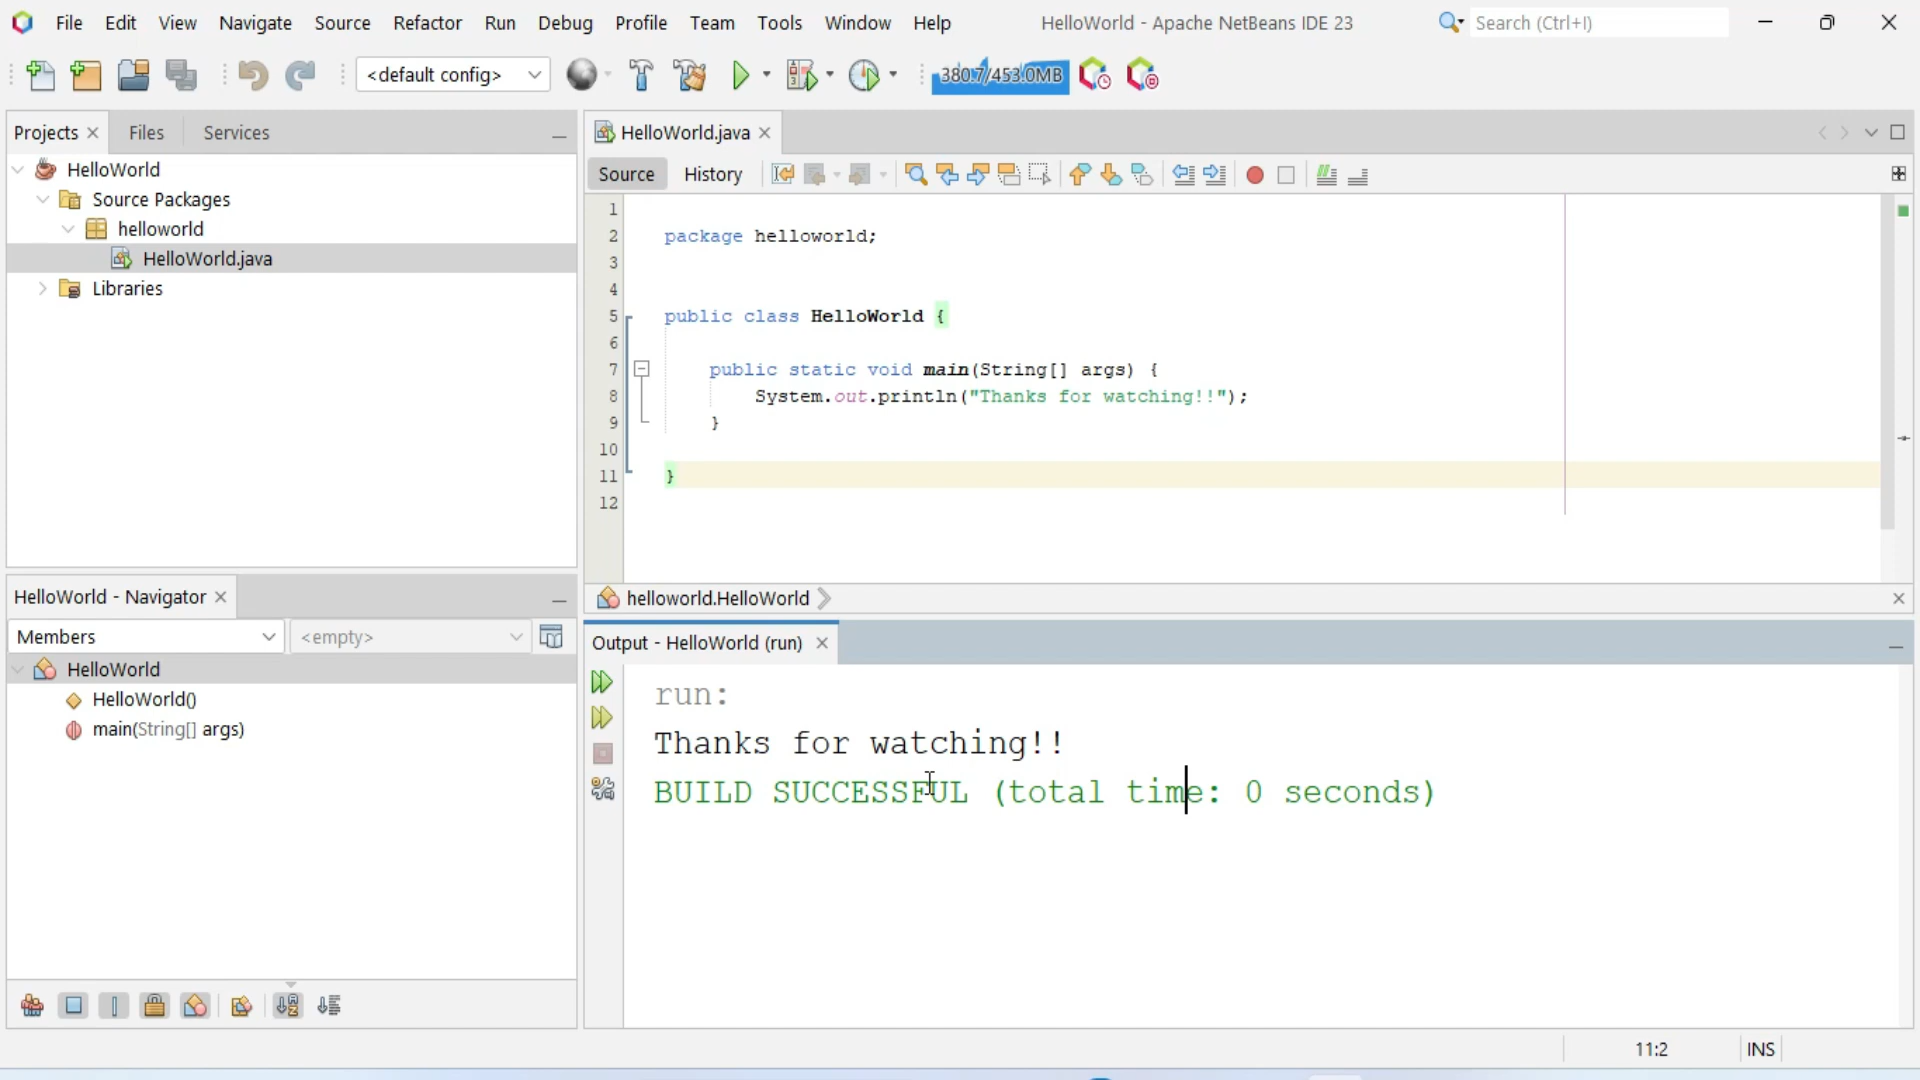 File Edit View Navigate Source Refactor Run Debug Profile Team Tools Window Help HelloWorld - Apache NetBeans IDE 23 Search (Ctrl+I)
<default config> 380.7/453.0MB
Projects Files Services
HelloWorld
Source Packages
helloworld
HelloWorld.java
Libraries
HelloWorld - Navigator
Members <empty>
HelloWorld
HelloWorld()
main(String[] args)
HelloWorld.java
Source History
1
2 package helloworld;
3
4
5 public class HelloWorld {
6
7 public static void main(String[] args) {
8 System.out.println("Thanks for watching!!");
9 }
10
11 }
12
helloworld.HelloWorld
Output - HelloWorld (run)
run:
Thanks for watching!!
BUILD SUCCESSFUL (total time: 0 seconds)
11:2 INS